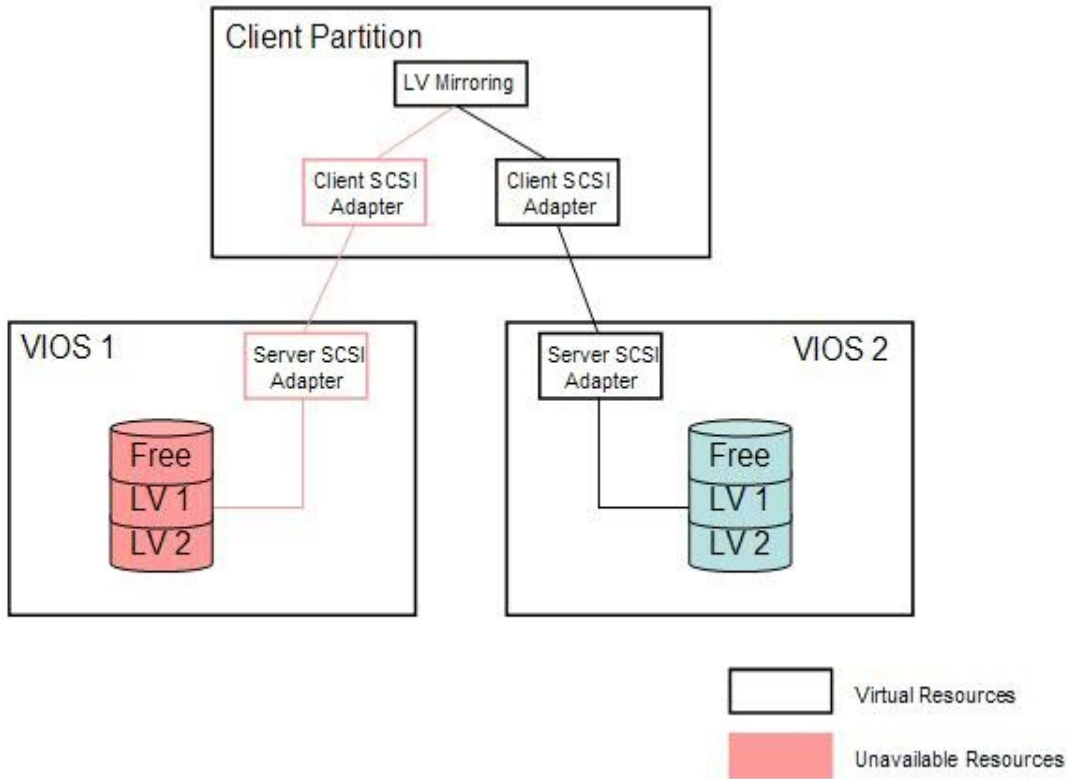 Client Partition
LV Mirroring
Client SCSI
Adapter
Client SCSI
Adapter
VIOS 1
Server SCSI
Adapter
Free
LV 1
LV 2
VIOS 2
Server SCSI
Adapter
Free
LV 1
LV 2
Virtual Resources
Unavailable Resources